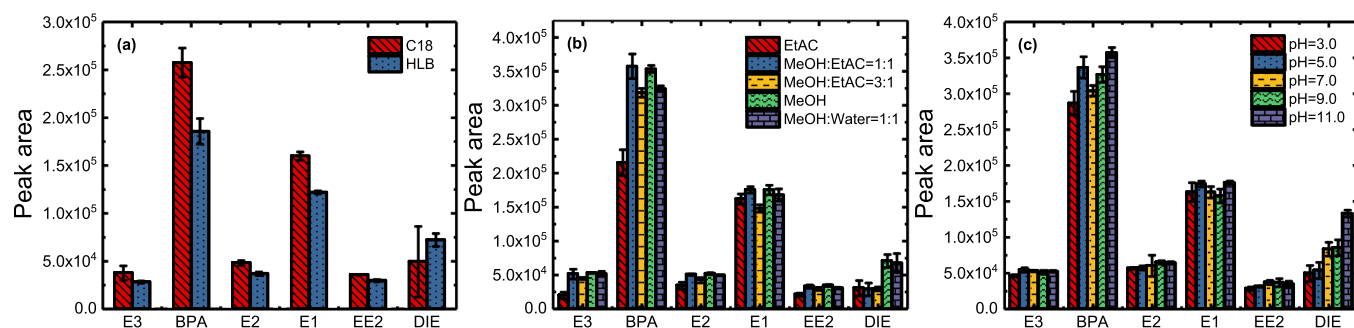 (a)
C18
HLB
Peak area
3.0x10⁵
2.5x10⁵
2.0x10⁵
1.5x10⁵
1.0x10⁵
5.0x10⁴
0.0
E3 BPA E2 E1 EE2 DIE
(b)
EtAC
MeOH:EtAC=1:1
MeOH:EtAC=3:1
MeOH
MeOH:Water=1:1
Peak area
4.0x10⁵
3.5x10⁵
3.0x10⁵
2.5x10⁵
2.0x10⁵
1.5x10⁵
1.0x10⁵
5.0x10⁴
0.0
E3 BPA E2 E1 EE2 DIE
(c)
pH=3.0
pH=5.0
pH=7.0
pH=9.0
pH=11.0
Peak area
4.0x10⁵
3.5x10⁵
3.0x10⁵
2.5x10⁵
2.0x10⁵
1.5x10⁵
1.0x10⁵
5.0x10⁴
0.0
E3 BPA E2 E1 EE2 DIE